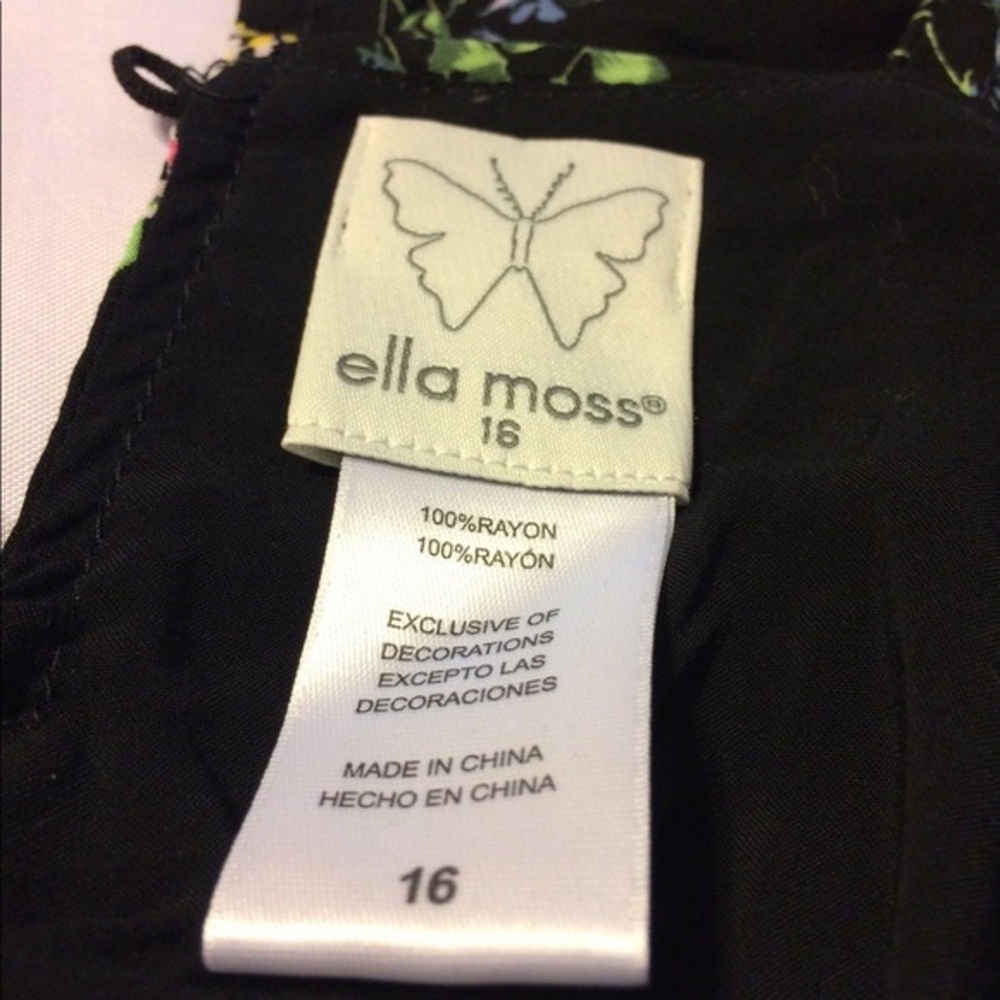 ella moss®
16
100%RAYON
100%RAYÓN
EXCLUSIVE OF
DECORATIONS
EXCEPTO LAS
DECORACIONES
MADE IN CHINA
HECHO EN CHINA
16